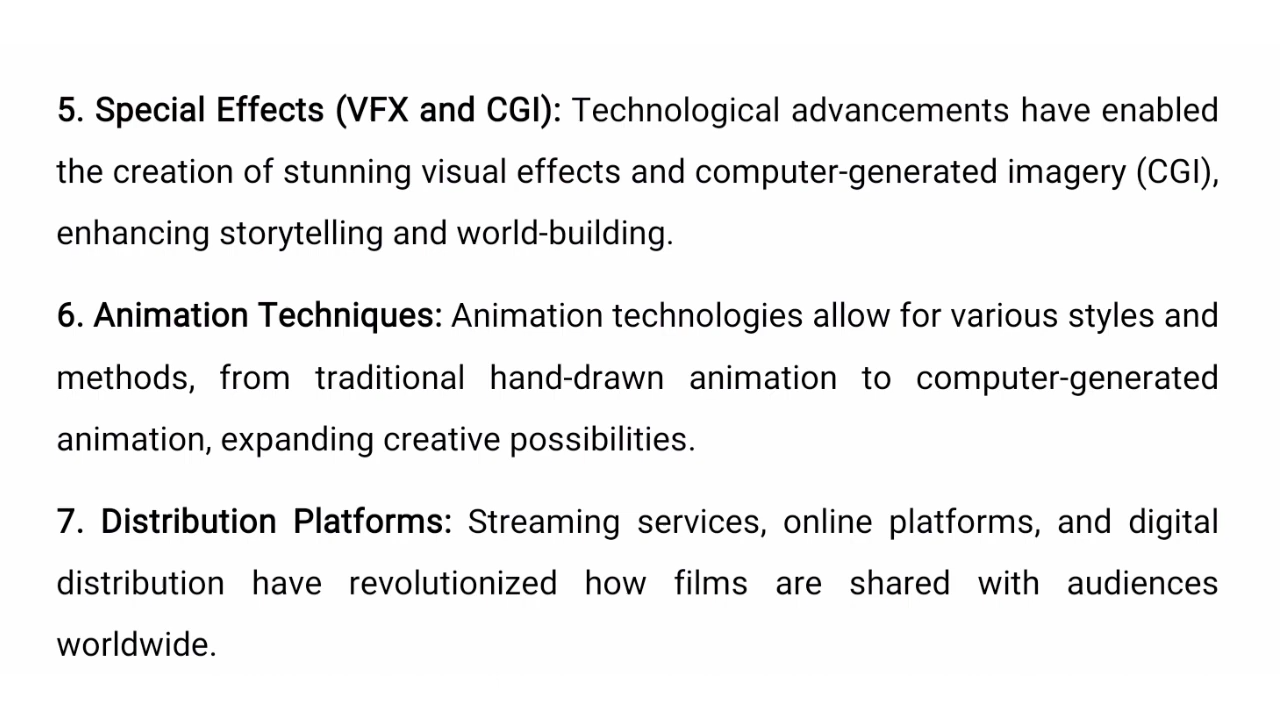 5. Special Effects (VFX and CGI): Technological advancements have enabled
the creation of stunning visual effects and computer-generated imagery (CGI),
enhancing storytelling and world-building.
6. Animation Techniques: Animation technologies allow for various styles and
methods, from traditional hand-drawn animation to computer-generated
animation, expanding creative possibilities.
7. Distribution Platforms: Streaming services, online platforms, and digital
distribution have revolutionized how films are shared with audiences
worldwide.